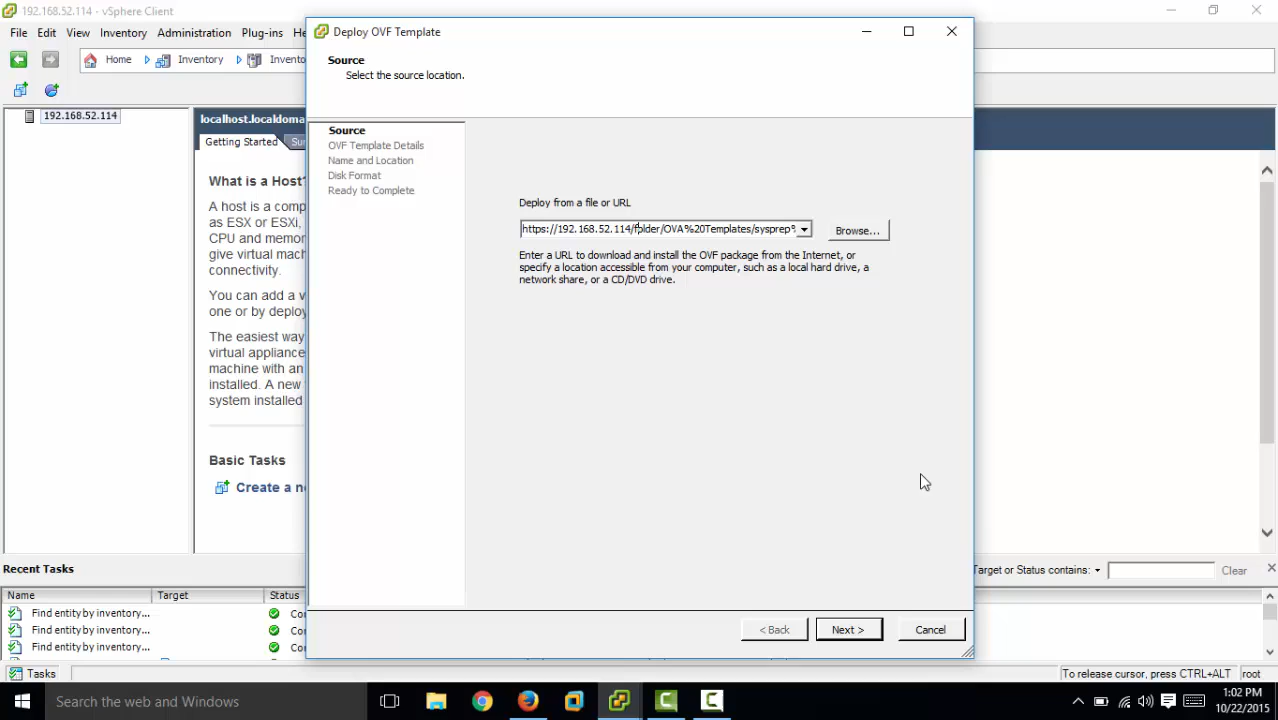 192.168.52.114 - vSphere Client
File Edit View Inventory Administration Plug-ins He
Home Inventory Invento
192.168.52.114
localhost.localdoma
Getting Started Su
What is a Host?
A host is a comp
as ESX or ESXi,
CPU and memor
give virtual mach
connectivity.
You can add a v
one or by deploy
The easiest way
virtual appliance
machine with an
installed. A new
system installed
Basic Tasks
Create a ne
Deploy OVF Template
Source
Select the source location.
Source
OVF Template Details
Name and Location
Disk Format
Ready to Complete
Deploy from a file or URL
https://192.168.52.114/folder/OVA%20Templates/sysprep%
Browse...
Enter a URL to download and install the OVF package from the Internet, or
specify a location accessible from your computer, such as a local hard drive, a
network share, or a CD/DVD drive.
< Back Next > Cancel
Recent Tasks
Target or Status contains: Clear
Name Target Status
Find entity by inventory... Co
Find entity by inventory... Co
Find entity by inventory... Co
Tasks
To release cursor, press CTRL+ALT root
Search the web and Windows
1:02 PM
10/22/2015